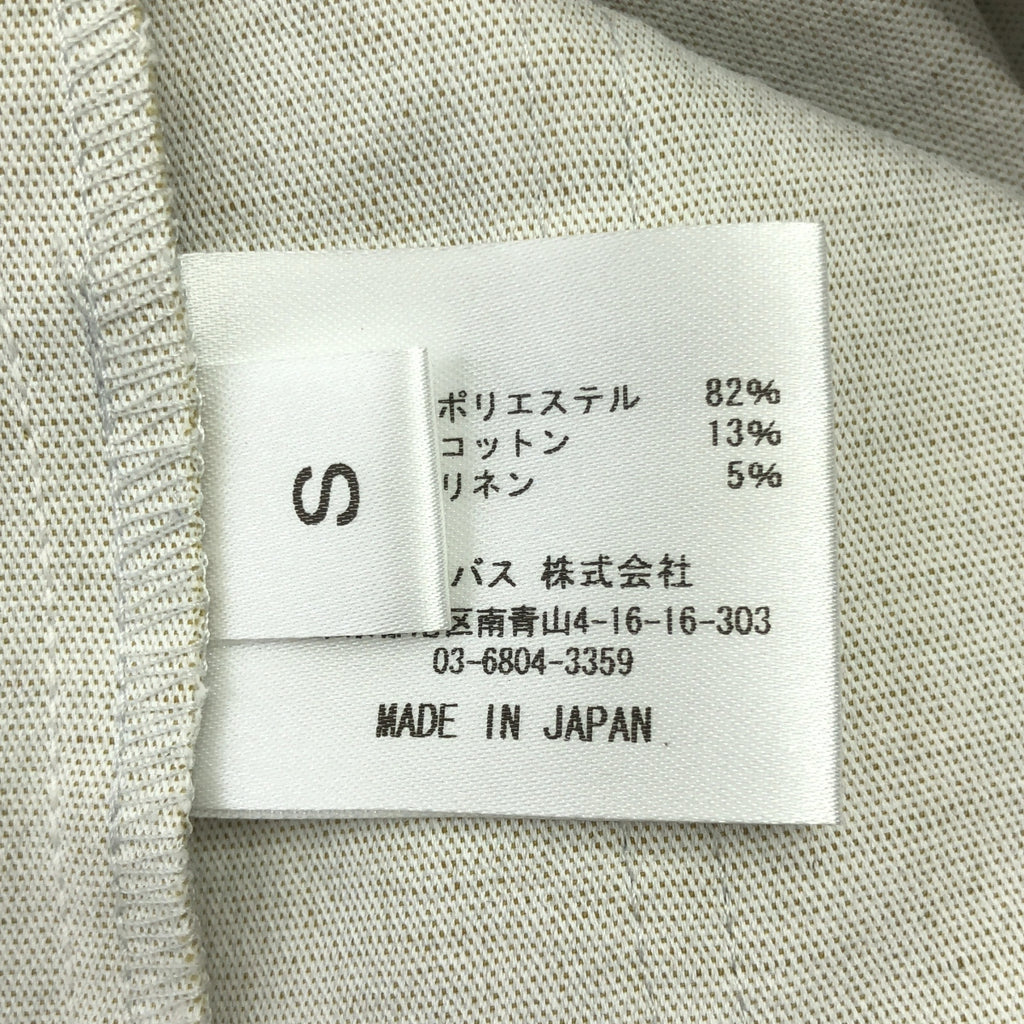 S
ポリエステル 82%
コットン 13%
リネン 5%
バス 株式会社
区南青山4-16-16-303
03-6804-3359
MADE IN JAPAN